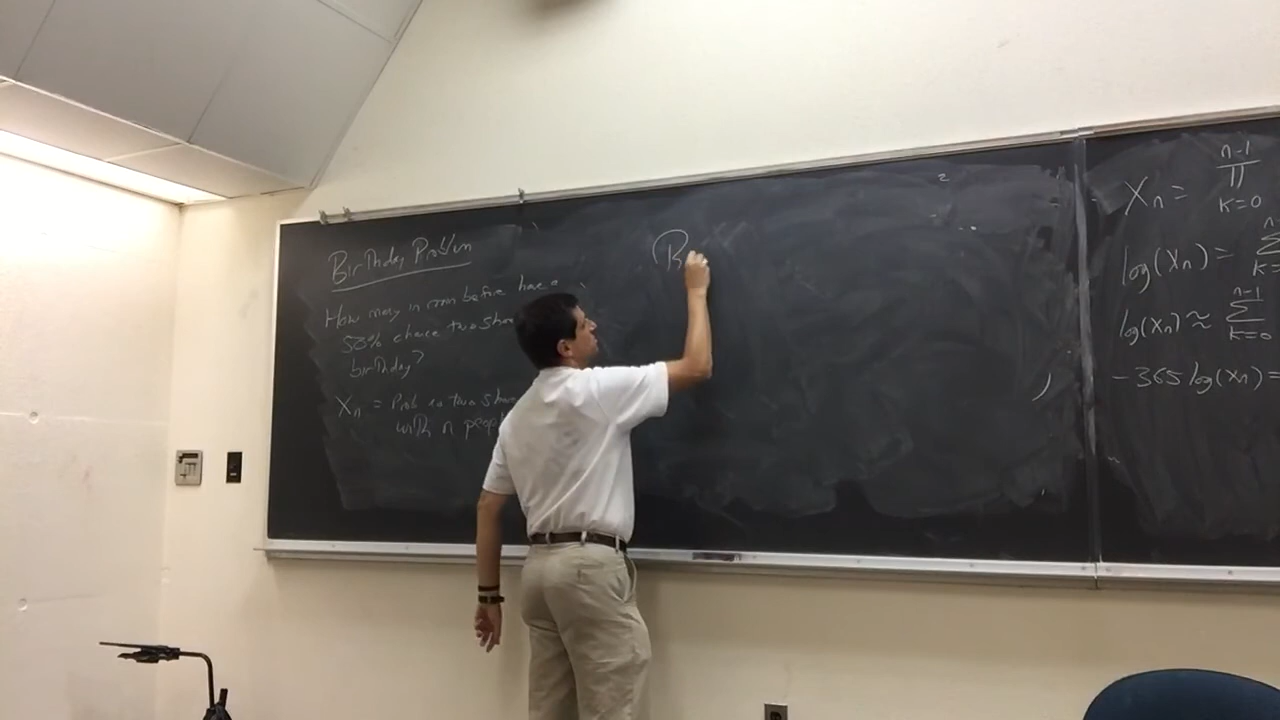 Birthday Problem
How many in room before have a
50% chance two share
birthday?
Xn = Prob no two share
with n people
Xn = n-1 ∏ k=0
log(Xn) = Σ k=
log(Xn) ≈ n-1 Σ k=0
-365 log(Xn) =